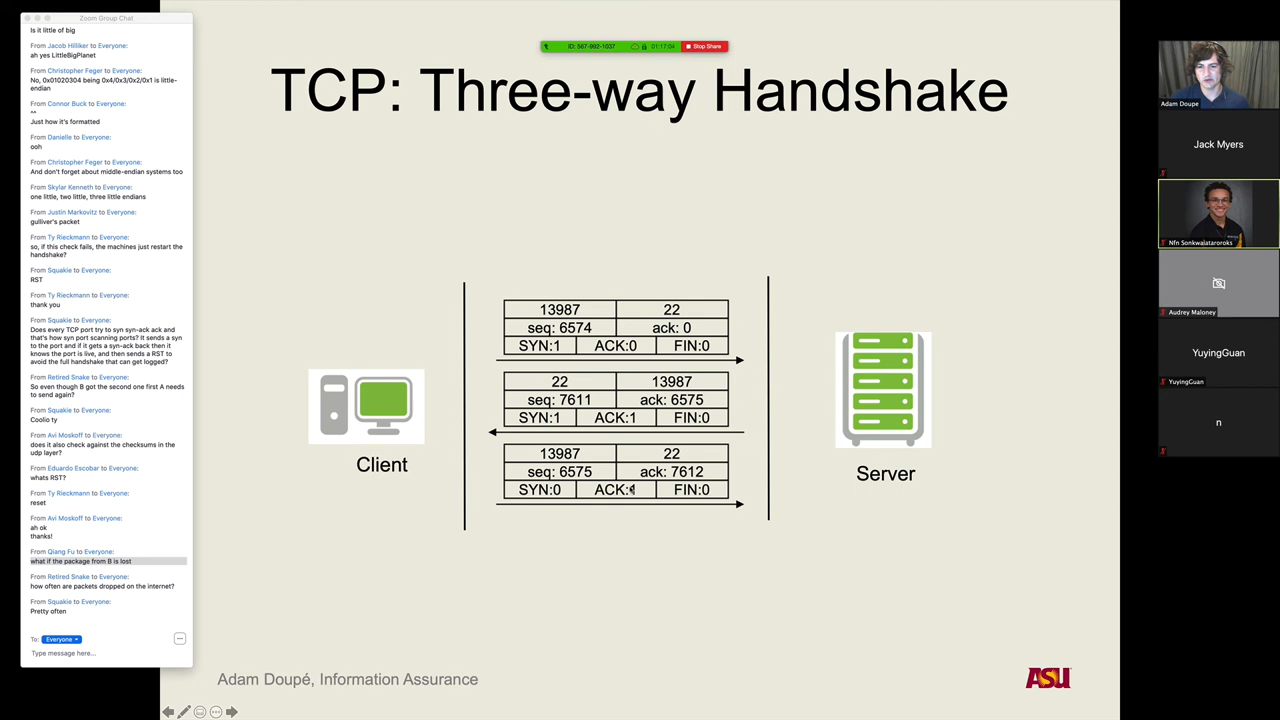 Zoom Group Chat
Is it little of big
From Jacob Hilliker to Everyone:
ah yes LittleBigPlanet
From Christopher Feger to Everyone:
No, 0x01020304 being 0x4/0x3/0x2/0x1 is little-
endian
From Connor Buck to Everyone:
^^
Just how it's formatted
From Danielle to Everyone:
ooh
From Christopher Feger to Everyone:
And don't forget about middle-endian systems too
From Skylar Kenneth to Everyone:
one little, two little, three little endians
From Justin Markovitz to Everyone:
gulliver's packet
From Ty Rieckmann to Everyone:
so, if this check fails, the machines just restart the
handshake?
From Squakie to Everyone:
RST
From Ty Rieckmann to Everyone:
thank you
From Squakie to Everyone:
Does every TCP port try to syn syn-ack ack and
that's how syn port scanning ports? It sends a syn
to the port and if it gets a syn-ack back then it
knows the port is live, and then sends a RST to
avoid the full handshake that can get logged?
From Retired Snake to Everyone:
So even though B got the second one first A needs
to send again?
From Squakie to Everyone:
Coolio ty
From Avi Moskoff to Everyone:
does it also check against the checksums in the
udp layer?
From Eduardo Escobar to Everyone:
whats RST?
From Ty Rieckmann to Everyone:
reset
From Avi Moskoff to Everyone:
ah ok
thanks!
From Qiang Fu to Everyone:
what if the package from B is lost
From Retired Snake to Everyone:
how often are packets dropped on the internet?
From Squakie to Everyone:
Pretty often
To: Everyone
Type message here...
ID: 567-992-1037
01:17:04
Stop Share
TCP: Three-way Handshake
13987 22
seq: 6574 ack: 0
SYN:1 ACK:0 FIN:0
22 13987
seq: 7611 ack: 6575
SYN:1 ACK:1 FIN:0
13987 22
seq: 6575 ack: 7612
SYN:0 ACK:1 FIN:0
Client
Server
Adam Doupé, Information Assurance
ASU
Adam Doupe
Jack Myers
Nfn Sonkwalataroroks
Audrey Maloney
YuyingGuan
YuyingGuan
n